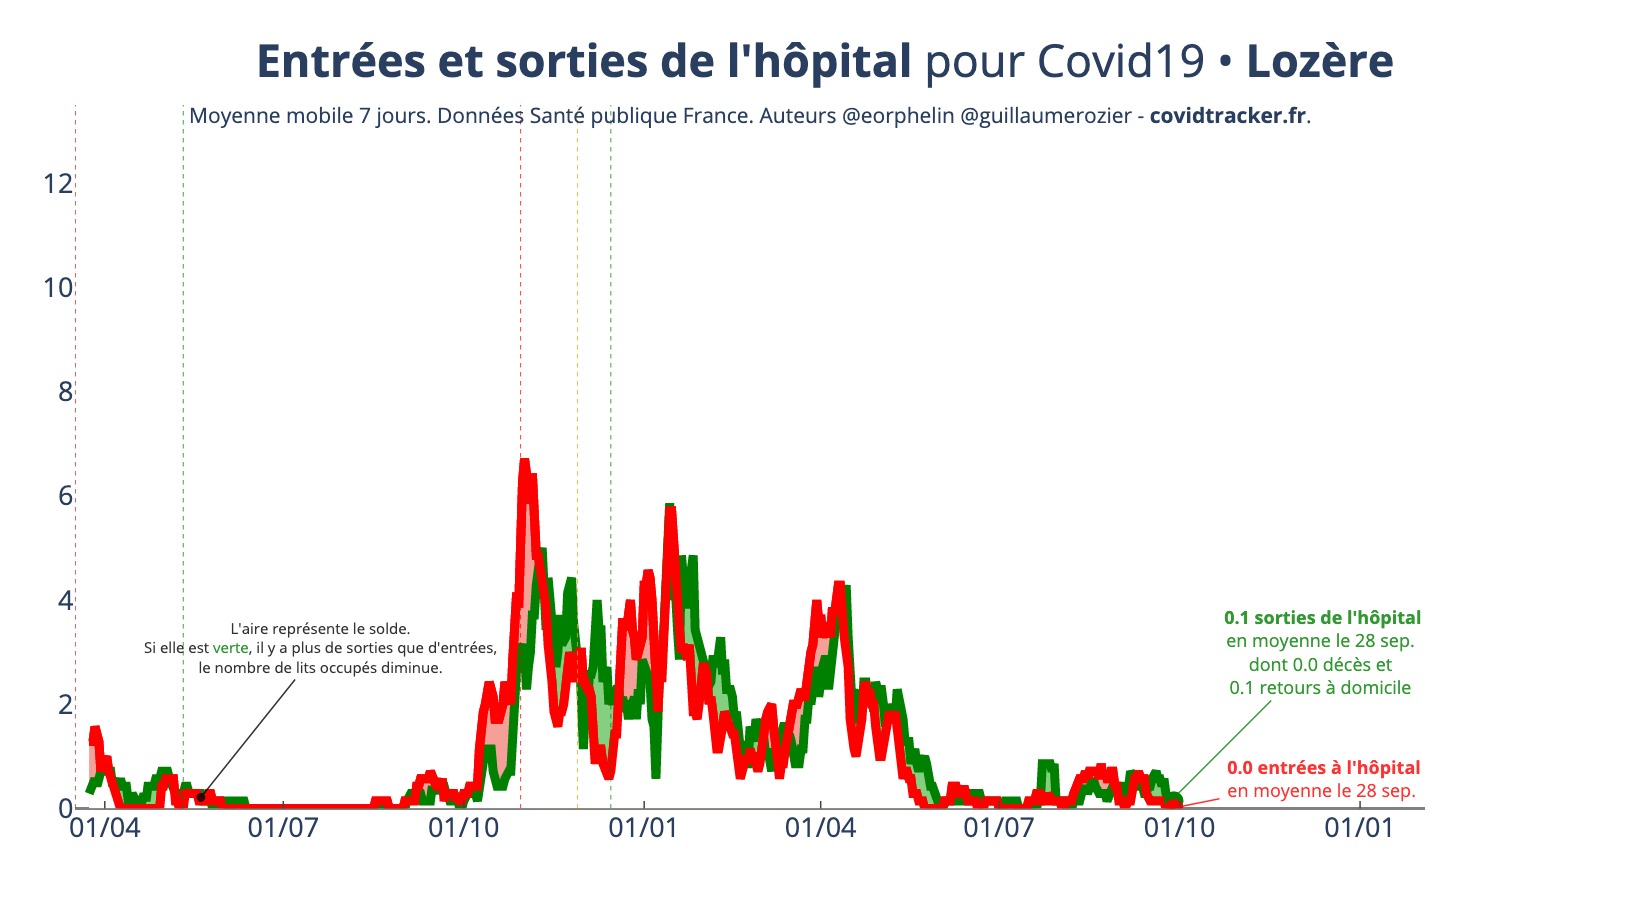 Entrées et sorties de l'hôpital pour Covid19 • Lozère
Moyenne mobile 7 jours. Données Santé publique France. Auteurs @eorphelin @guillaumerozier - covidtracker.fr.
12
10
8
6
4
2
0
L'aire représente le solde.
Si elle est verte, il y a plus de sorties que d'entrées,
le nombre de lits occupés diminue.
0.1 sorties de l'hôpital
en moyenne le 28 sep.
dont 0.0 décès et
0.1 retours à domicile
0.0 entrées à l'hôpital
en moyenne le 28 sep.
01/04 01/07 01/10 01/01 01/04 01/07 01/10 01/01